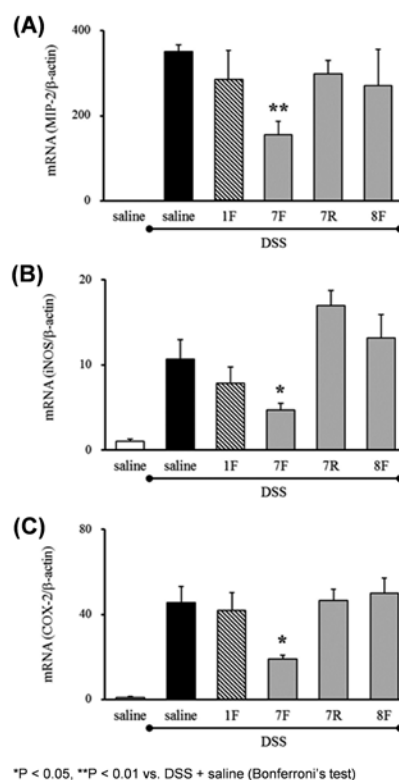 (A)
mRNA (MIP-2/β-actin)
400
200
0
**
saline saline 1F 7F 7R 8F
DSS
(B)
mRNA (iNOS/β-actin)
20
10
0
*
saline saline 1F 7F 7R 8F
DSS
(C)
mRNA (COX-2/β-actin)
80
40
0
*
saline saline 1F 7F 7R 8F
DSS
*P < 0.05, **P < 0.01 vs. DSS + saline (Bonferroni's test)